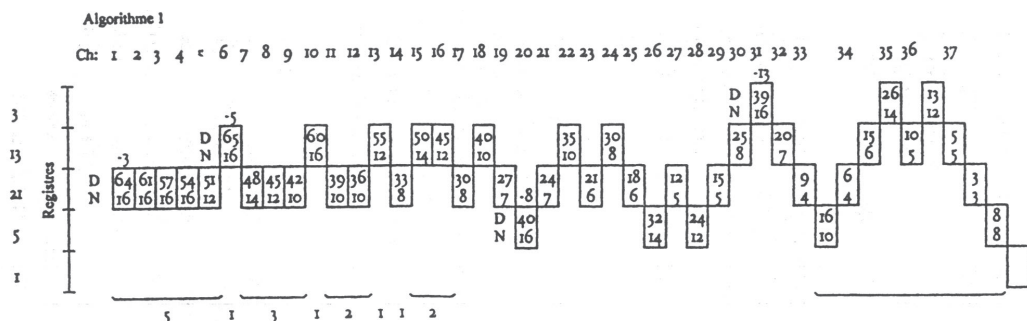 Algorithme 1
Ch: 1 2 3 4 5 6 7 8 9 10 11 12 13 14 15 16 17 18 19 20 21 22 23 24 25 26 27 28 29 30 31 32 33 34 35 36 37
-13
D 39 26 13
3 -5 N 16 14 12
D 65 60 55 50 45 40 35 30 25 20 15 10 5
13 N 16 16 12 14 12 10 10 8 8 7 6 5 5
-3
D 64 61 57 54 51 48 45 42 39 36 33 30 27 24 21 18 12 15 9 6 3
21 N 16 16 16 16 12 14 12 10 10 10 8 8 7 -8 7 6 6 5 5 4 4 3
Registres
D 40 32 24 16 8
5 N 16 14 12 10 8
1
5 1 3 1 2 1 1 2